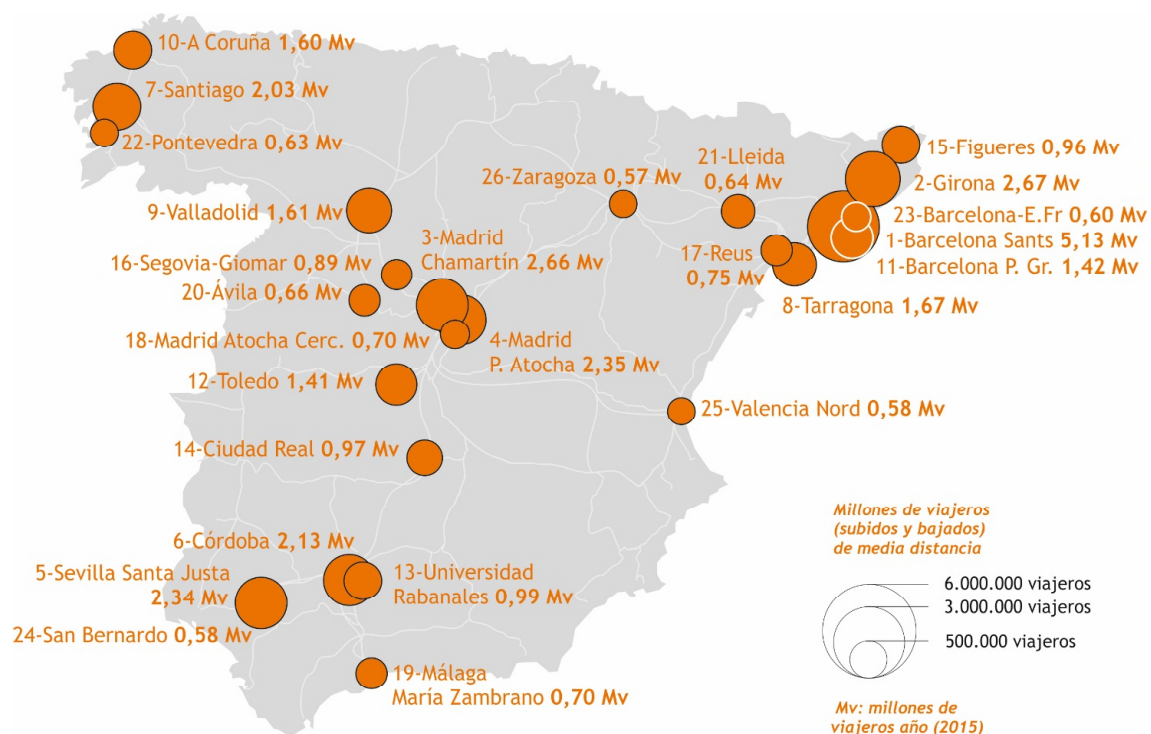 10-A Coruña 1,60 Mv
7-Santiago 2,03 Mv
22-Pontevedra 0,63 Mv
9-Valladolid 1,61 Mv
16-Segovia-Giomar 0,89 Mv
20-Ávila 0,66 Mv
3-Madrid
Chamartín 2,66 Mv
18-Madrid Atocha Cerc. 0,70 Mv
4-Madrid
P. Atocha 2,35 Mv
12-Toledo 1,41 Mv
14-Ciudad Real 0,97 Mv
26-Zaragoza 0,57 Mv
21-Lleida
0,64 Mv
15-Figueres 0,96 Mv
2-Girona 2,67 Mv
23-Barcelona-E.Fr 0,60 Mv
1-Barcelona Sants 5,13 Mv
11-Barcelona P. Gr. 1,42 Mv
17-Reus
0,75 Mv
8-Tarragona 1,67 Mv
25-Valencia Nord 0,58 Mv
6-Córdoba 2,13 Mv
5-Sevilla Santa Justa
2,34 Mv
24-San Bernardo 0,58 Mv
13-Universidad
Rabanales 0,99 Mv
19-Málaga
María Zambrano 0,70 Mv
Millones de viajeros
(subidos y bajados)
de media distancia
6.000.000 viajeros
3.000.000 viajeros
500.000 viajeros
Mv: millones de
viajeros año (2015)